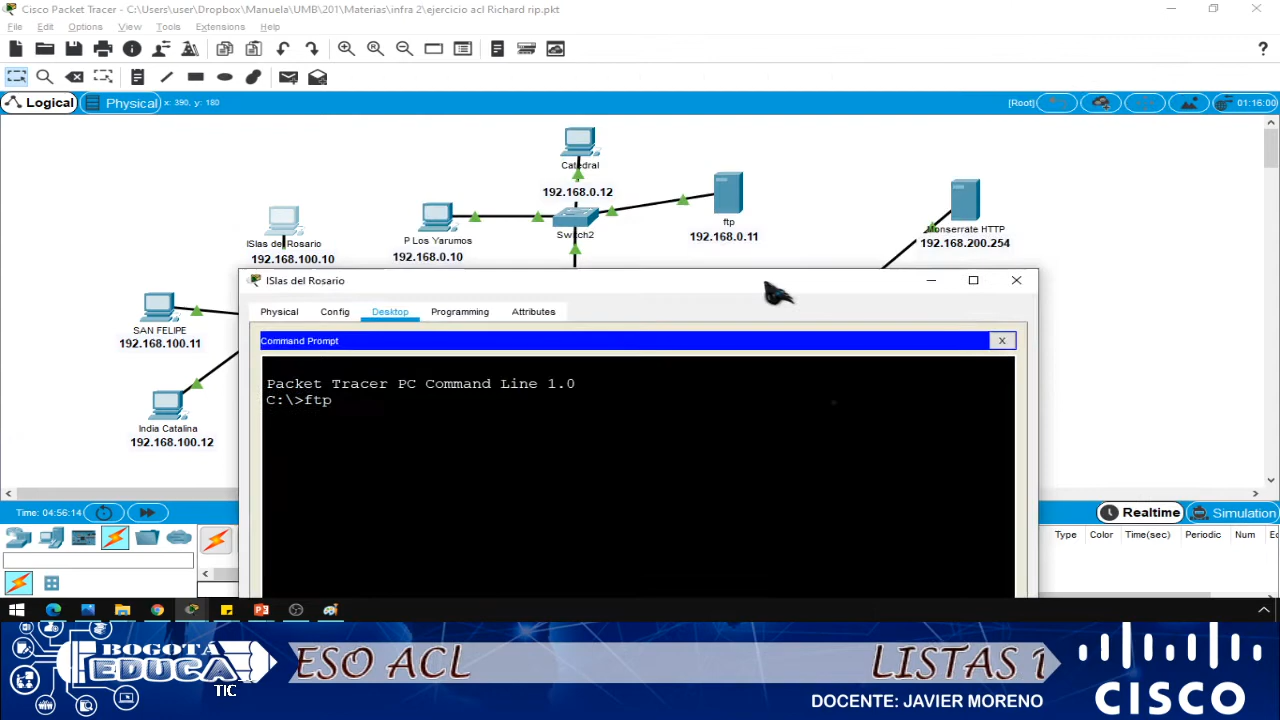 Cisco Packet Tracer - C:\Users\user\Dropbox\Manuela\UMB\201\Materias\infra 2\ejercicio acl Richard rip.pkt
File Edit Options View Tools Extensions Help
Logical Physical x: 390, y: 180 [Root] 01:16:00
Catedral
192.168.0.12
ISlas del Rosario
192.168.100.10
P Los Yarumos
192.168.0.10
Switch2
ftp
192.168.0.11
Monserrate HTTP
192.168.200.254
SAN FELIPE
192.168.100.11
India Catalina
192.168.100.12
ISlas del Rosario
Physical Config Desktop Programming Attributes
Command Prompt X
Packet Tracer PC Command Line 1.0
C:\>ftp
Time: 04:56:14 Realtime Simulation
Type Color Time(sec) Periodic Num
BOGOTA
EDUCA
TIC
ESO ACL LISTAS
DOCENTE: JAVIER MORENO
CISCO